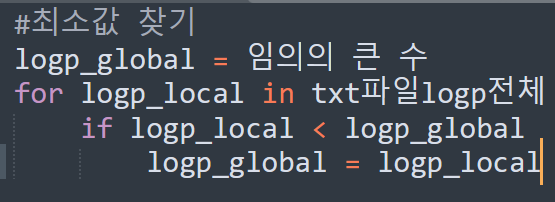 #최소값 찾기
logp_global = 임의의 큰 수
for logp_local in txt파일logp전체
if logp_local < logp_global
logp_global = logp_local